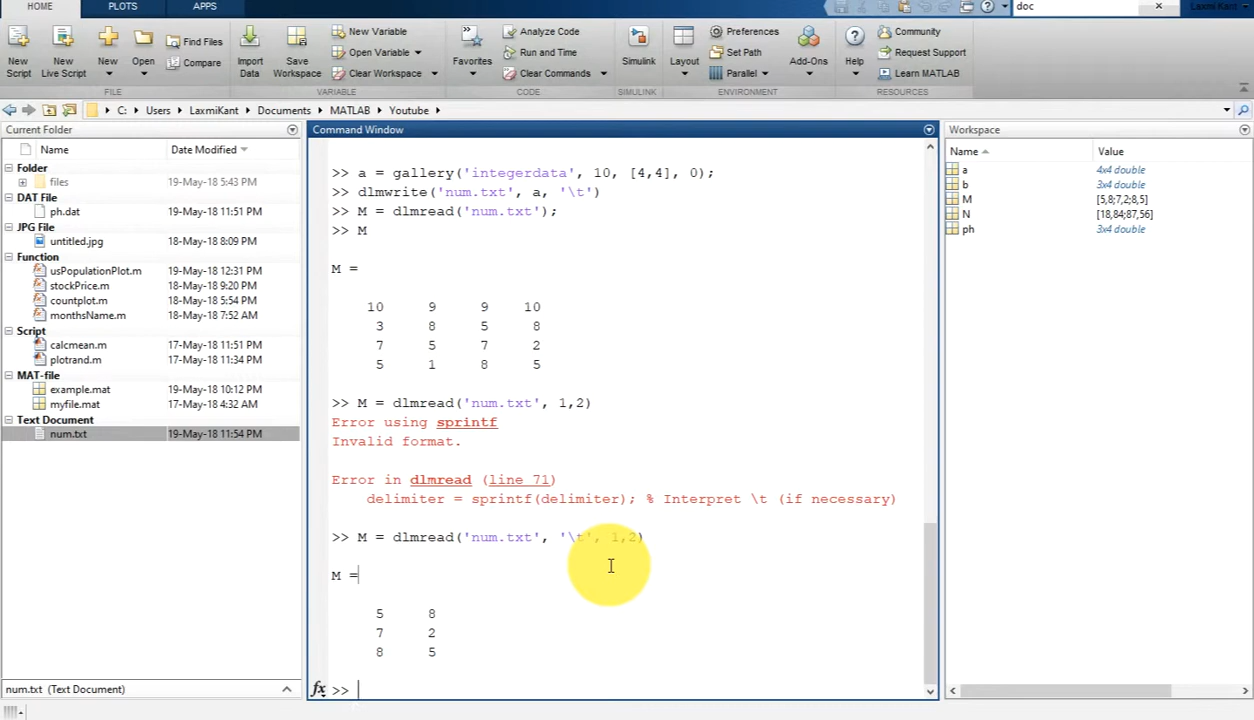 HOME PLOTS APPS doc Laxmi Kant
New Script New Live Script New Open Find Files Compare Import Data Save Workspace New Variable Open Variable Clear Workspace Favorites Analyze Code Run and Time Clear Commands Simulink Layout Preferences Set Path Parallel Add-Ons Help Community Request Support Learn MATLAB
FILE VARIABLE CODE SIMULINK ENVIRONMENT RESOURCES
C: Users LaxmiKant Documents MATLAB Youtube
Current Folder
Name Date Modified
Folder
files 19-May-18 5:43 PM
DAT File
ph.dat 19-May-18 11:51 PM
JPG File
untitled.jpg 18-May-18 8:09 PM
Function
usPopulationPlot.m 19-May-18 12:31 PM
stockPrice.m 18-May-18 9:20 PM
countplot.m 18-May-18 5:54 PM
monthsName.m 18-May-18 7:52 AM
Script
calcmean.m 17-May-18 11:51 PM
plotrand.m 17-May-18 11:34 PM
MAT-file
example.mat 19-May-18 10:12 PM
myfile.mat 17-May-18 4:32 AM
Text Document
num.txt 19-May-18 11:54 PM
num.txt (Text Document)
Command Window
>> a = gallery('integerdata', 10, [4,4], 0);
>> dlmwrite('num.txt', a, '\t')
>> M = dlmread('num.txt');
>> M
M =
10 9 9 10
3 8 5 8
7 5 7 2
5 1 8 5
>> M = dlmread('num.txt', 1,2)
Error using sprintf
Invalid format.
Error in dlmread (line 71)
delimiter = sprintf(delimiter); % Interpret \t (if necessary)
>> M = dlmread('num.txt', '\t', 1,2)
M =
5 8
7 2
8 5
fx >>
Workspace
Name Value
a 4x4 double
b 3x4 double
M [5,8;7,2;8,5]
N [18,84;87,56]
ph 3x4 double